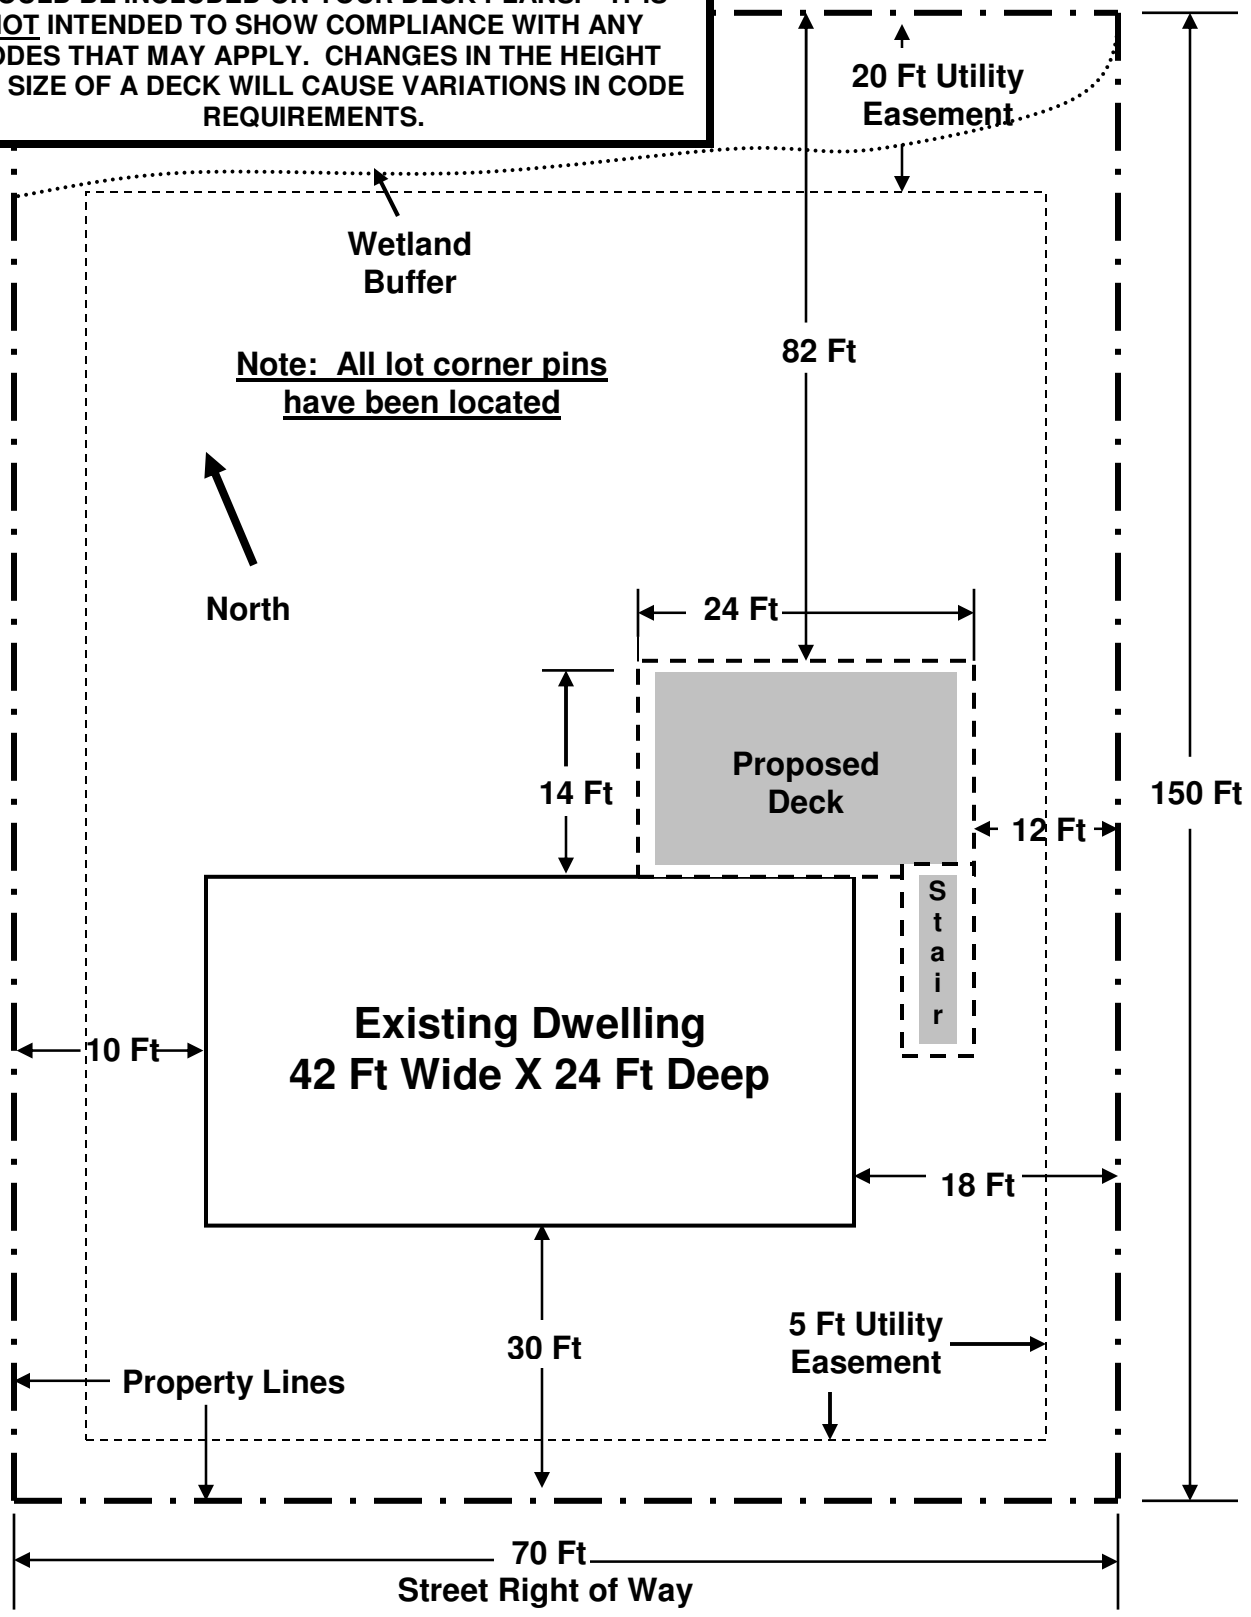 NOT INTENDED TO SHOW COMPLIANCE WITH ANY
THAT MAY APPLY. CHANGES IN THE HEIGHT
SIZE OF A DECK WILL CAUSE VARIATIONS IN CODE
REQUIREMENTS.
20 Ft Utility
Easement
Wetland
Buffer
82 Ft
Note: All lot corner pins
have been located
North
24 Ft
14 Ft
Proposed
Deck
150 Ft
12 Ft
Stair
Existing Dwelling
42 Ft Wide X 24 Ft Deep
10 Ft
18 Ft
30 Ft
5 Ft Utility
Easement
Property Lines
70 Ft
Street Right of Way